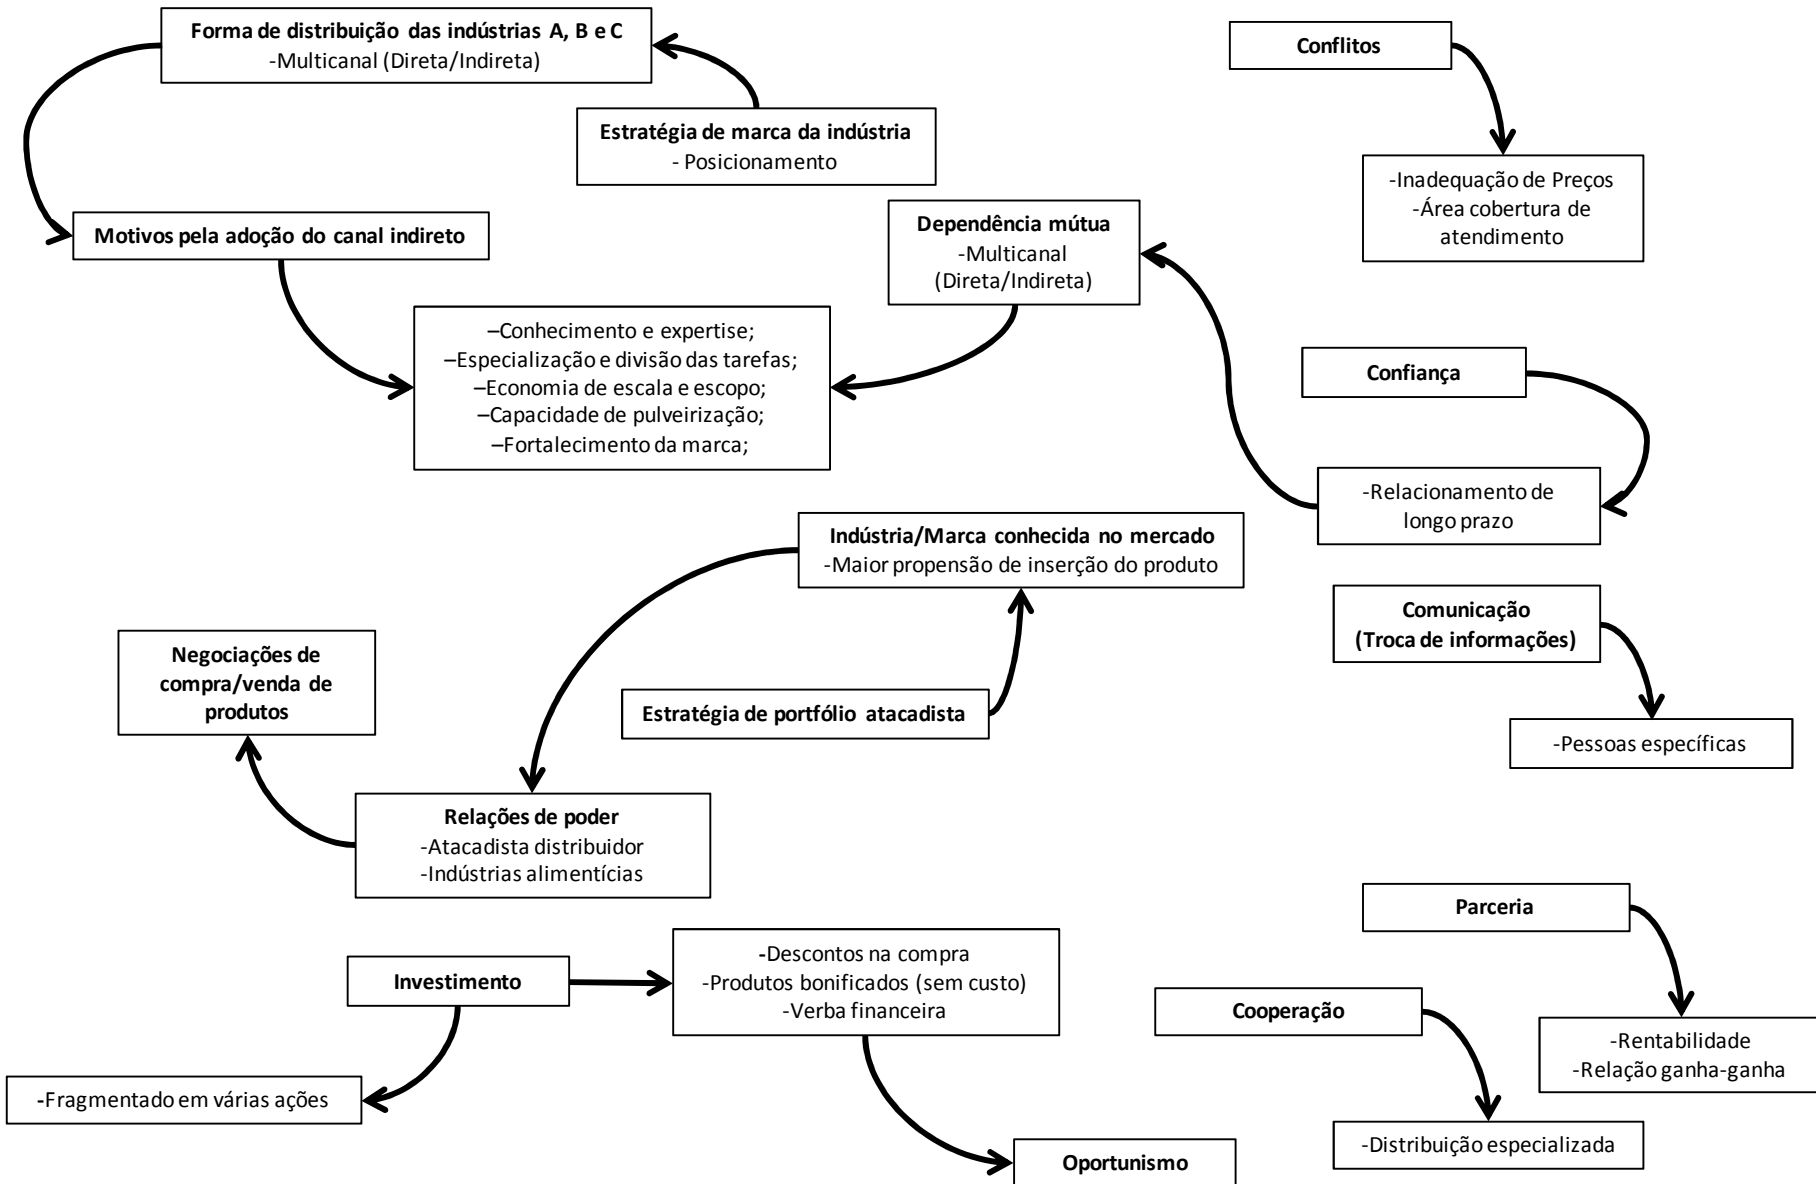 Forma de distribuição das indústrias A, B e C
-Multicanal (Direta/Indireta)
Conflitos
Estratégia de marca da indústria
- Posicionamento
-Inadequação de Preços
-Área cobertura de
atendimento
Motivos pela adoção do canal indireto
Dependência mútua
-Multicanal
(Direta/Indireta)
–Conhecimento e expertise;
–Especialização e divisão das tarefas;
–Economia de escala e escopo;
–Capacidade de pulveirização;
–Fortalecimento da marca;
Confiança
-Relacionamento de
longo prazo
Indústria/Marca conhecida no mercado
-Maior propensão de inserção do produto
Comunicação
(Troca de informações)
Negociações de
compra/venda de
produtos
Estratégia de portfólio atacadista
-Pessoas específicas
Relações de poder
-Atacadista distribuidor
-Indústrias alimentícias
Parceria
Investimento
-Descontos na compra
-Produtos bonificados (sem custo)
-Verba financeira
Cooperação
-Rentabilidade
-Relação ganha-ganha
-Fragmentado em várias ações
-Distribuição especializada
Oportunismo